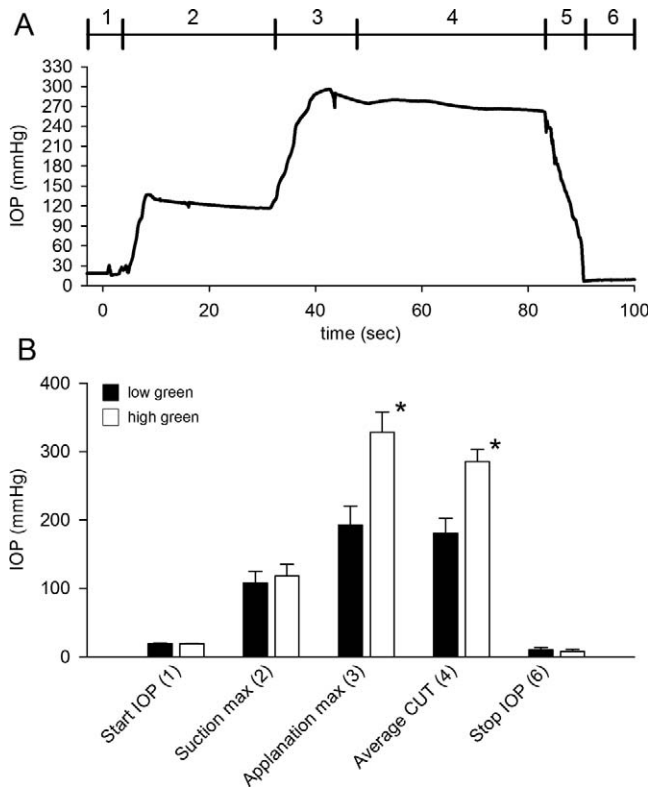 A
1 2 3 4 5 6
330
300
270
240
210
180
150
120
90
60
30
0
IOP (mmHg)
0 20 40 60 80 100
time (sec)
B
low green
high green
400
300
200
100
0
IOP (mmHg)
*
*
Start IOP (1)
Suction max (2)
Applanation max (3)
Average CUT (4)
Stop IOP (6)